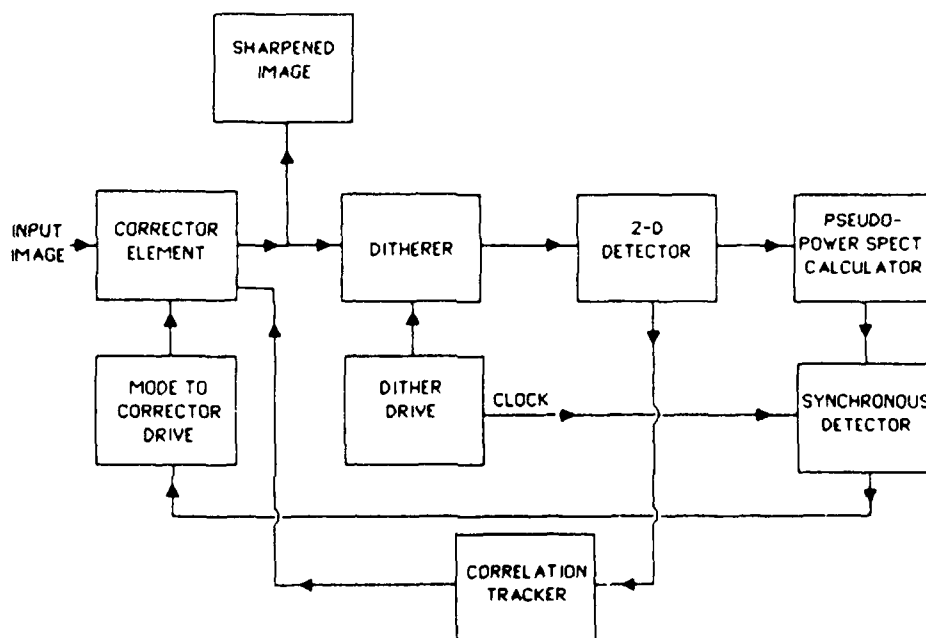 SHARPENED
IMAGE
INPUT
IMAGE
CORRECTOR
ELEMENT
DITHERER
2-D
DETECTOR
PSEUDO-
POWER SPECT
CALCULATOR
MODE TO
CORRECTOR
DRIVE
DITHER
DRIVE
CLOCK
SYNCHRONOUS
DETECTOR
CORRELATION
TRACKER